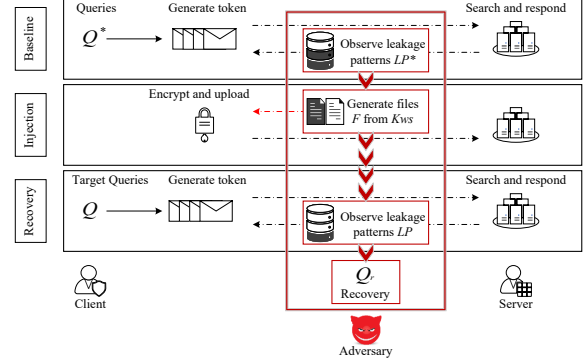 Baseline
Queries
Q*
Generate token
Observe leakage
patterns LP*
Search and respond
Injection
Encrypt and upload
Generate files
F from Kws
Recovery
Target Queries
Q
Generate token
Observe leakage
patterns LP
Search and respond
Qr
Recovery
Client
Server
Adversary